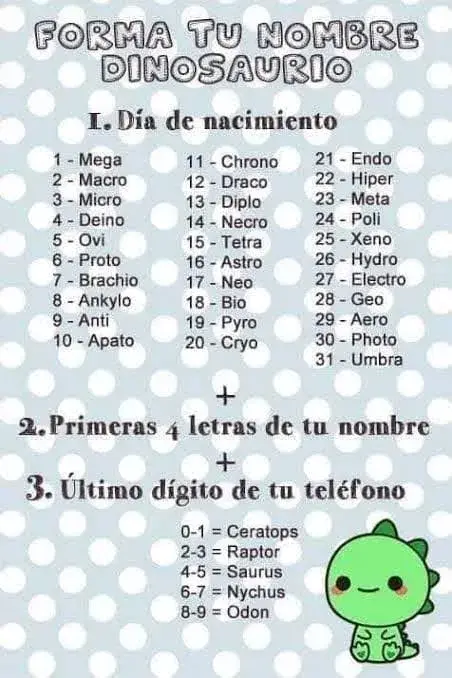 FORMA TU NOMBRE
DINOSAURIO
1. Día de nacimiento
1 - Mega
2 - Macro
3 - Micro
4 - Deino
5 - Ovi
6 - Proto
7 - Brachio
8 - Ankylo
9 - Anti
10 - Apato
11 - Chrono
12 - Draco
13 - Diplo
14 - Necro
15 - Tetra
16 - Astro
17 - Neo
18 - Bio
19 - Pyro
20 - Cryo
21 - Endo
22 - Hiper
23 - Meta
24 - Poli
25 - Xeno
26 - Hydro
27 - Electro
28 - Geo
29 - Aero
30 - Photo
31 - Umbra
+
2. Primeras 4 letras de tu nombre
+
3. Último dígito de tu teléfono
0-1 = Ceratops
2-3 = Raptor
4-5 = Saurus
6-7 = Nychus
8-9 = Odon